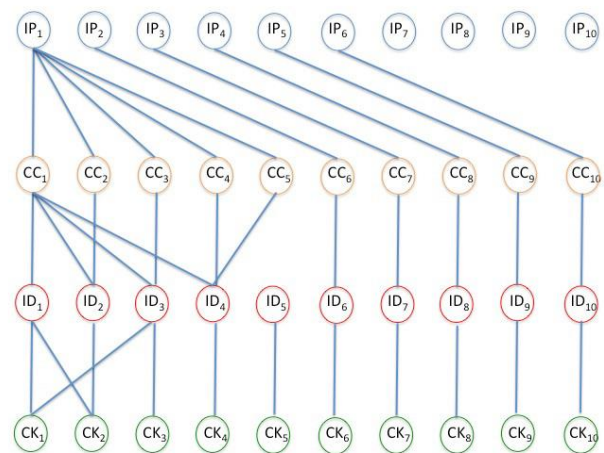 IP₁ IP₂ IP₃ IP₄ IP₅ IP₆ IP₇ IP₈ IP₉ IP₁₀
CC₁ CC₂ CC₃ CC₄ CC₅ CC₆ CC₇ CC₈ CC₉ CC₁₀
ID₁ ID₂ ID₃ ID₄ ID₅ ID₆ ID₇ ID₈ ID₉ ID₁₀
CK₁ CK₂ CK₃ CK₄ CK₅ CK₆ CK₇ CK₈ CK₉ CK₁₀